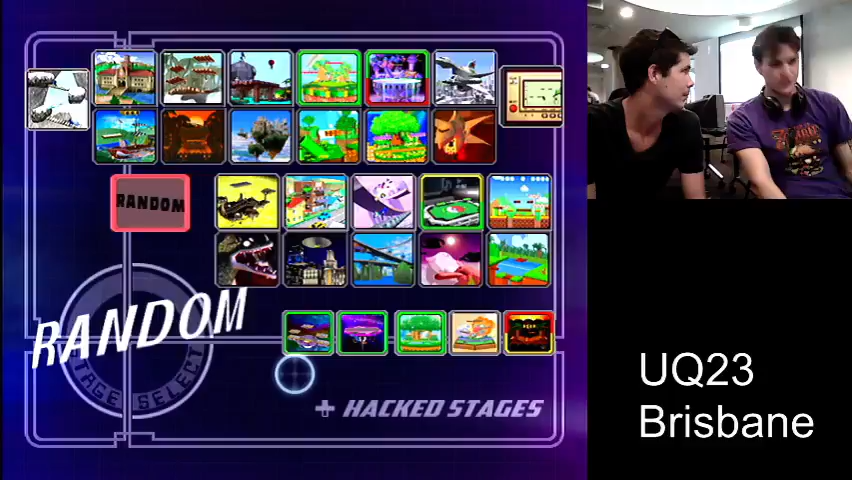 RANDOM
RANDOM
STAGE SELECT
+ HACKED STAGES
UQ23
Brisbane